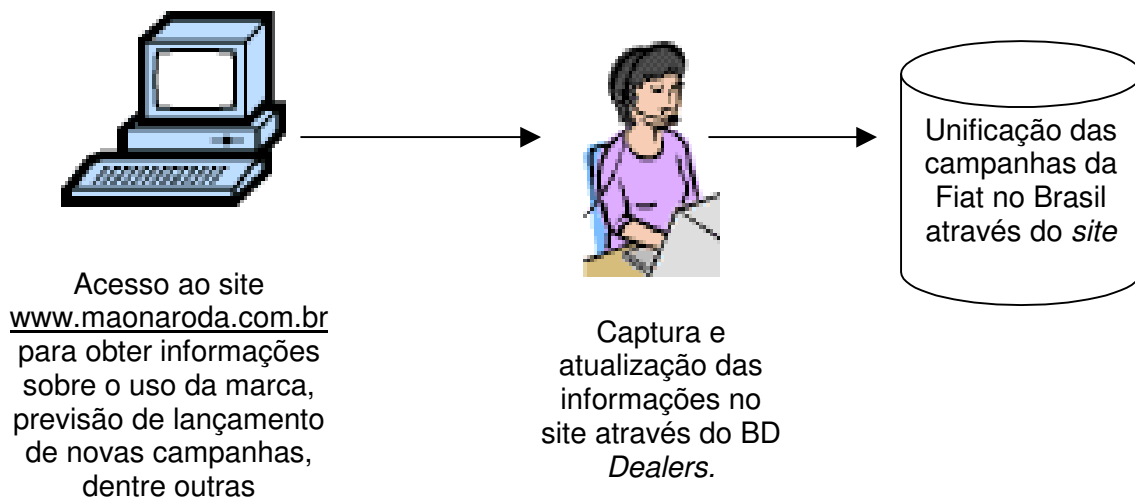 Acesso ao site
www.maonaroda.com.br
para obter informações
sobre o uso da marca,
previsão de lançamento
de novas campanhas,
dentre outras
Captura e
atualização das
informações no
site através do BD
Dealers.
Unificação das
campanhas da
Fiat no Brasil
através do site